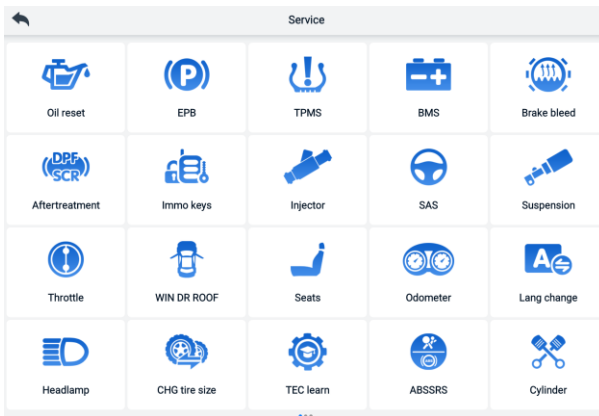 Service
Oil reset
EPB
TPMS
BMS
Brake bleed
DPF
SCR
Aftertreatment
Immo keys
Injector
SAS
Suspension
Throttle
WIN DR ROOF
Seats
Odometer
A
Lang change
Headlamp
CHG tire size
TEC learn
ABSSRS
Cylinder